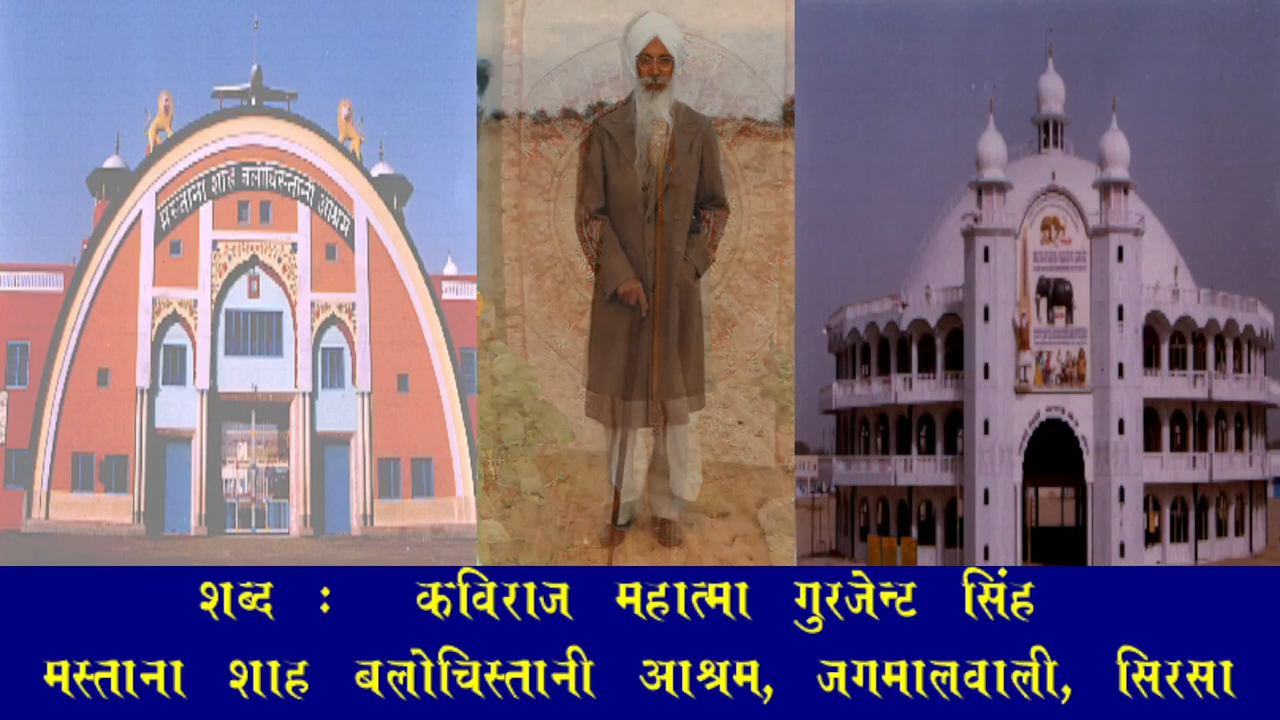 मस्ताना शाह बलोचिस्तानी आश्रम
शब्द : कविराज महात्मा गुरजेन्ट सिंह
मस्ताना शाह बलोचिस्तानी आश्रम, जगमालवाली, सिरसा